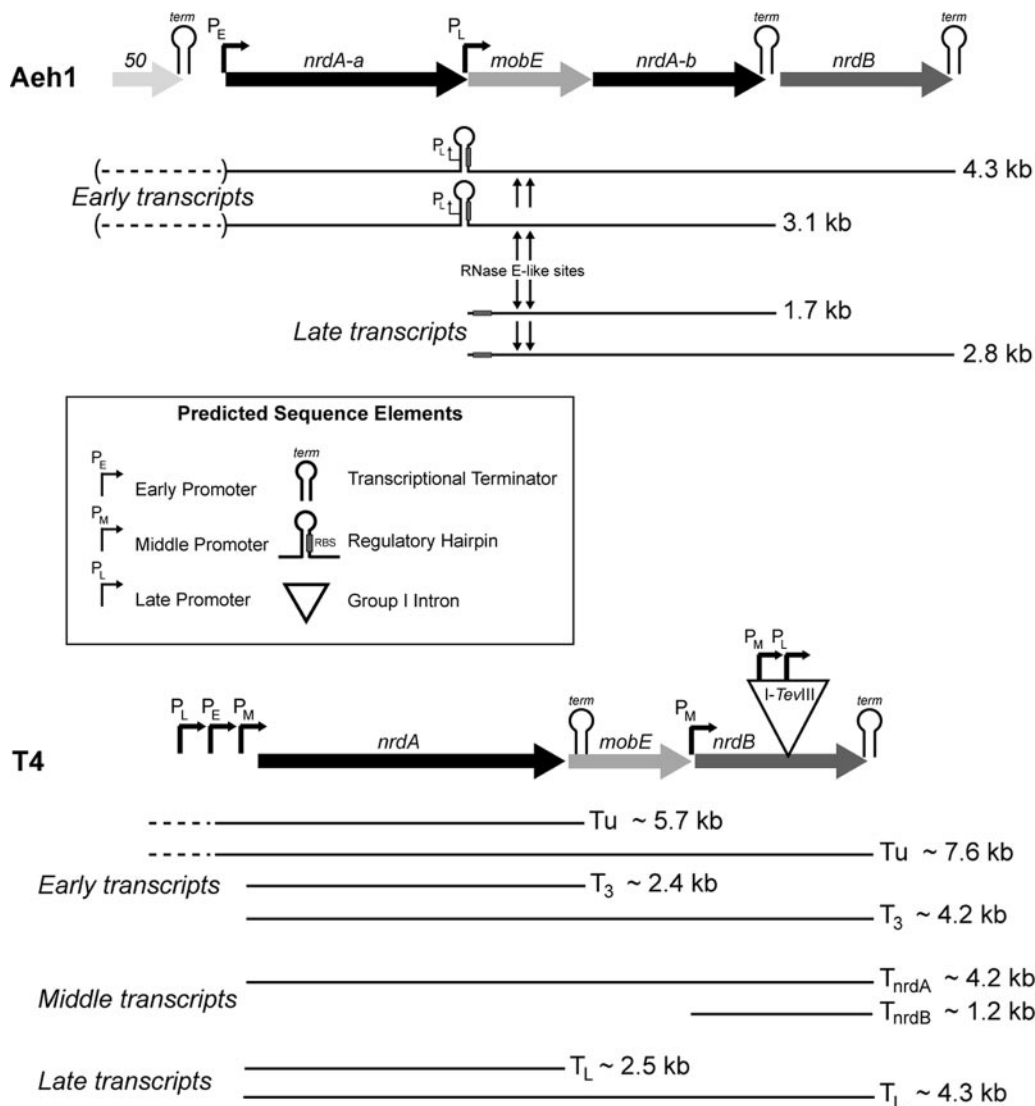 term
term
term
P_E
P_L
50
nrdA-a
mobE
nrdA-b
nrdB
Aeh1
P_L
4.3 kb
Early transcripts
P_L
3.1 kb
RNase E-like sites
1.7 kb
Late transcripts
2.8 kb
Predicted Sequence Elements
P_E
Early Promoter
term
Transcriptional Terminator
P_M
Middle Promoter
RBS
Regulatory Hairpin
P_L
Late Promoter
Group I Intron
P_M P_L
I-TevIII
P_L P_E P_M
term
P_M
term
nrdA
mobE
nrdB
T4
Tu ~ 5.7 kb
Tu ~ 7.6 kb
Early transcripts
T_3 ~ 2.4 kb
T_3 ~ 4.2 kb
T_nrdA ~ 4.2 kb
Middle transcripts
T_nrdB ~ 1.2 kb
T_L ~ 2.5 kb
Late transcripts
T_L ~ 4.3 kb